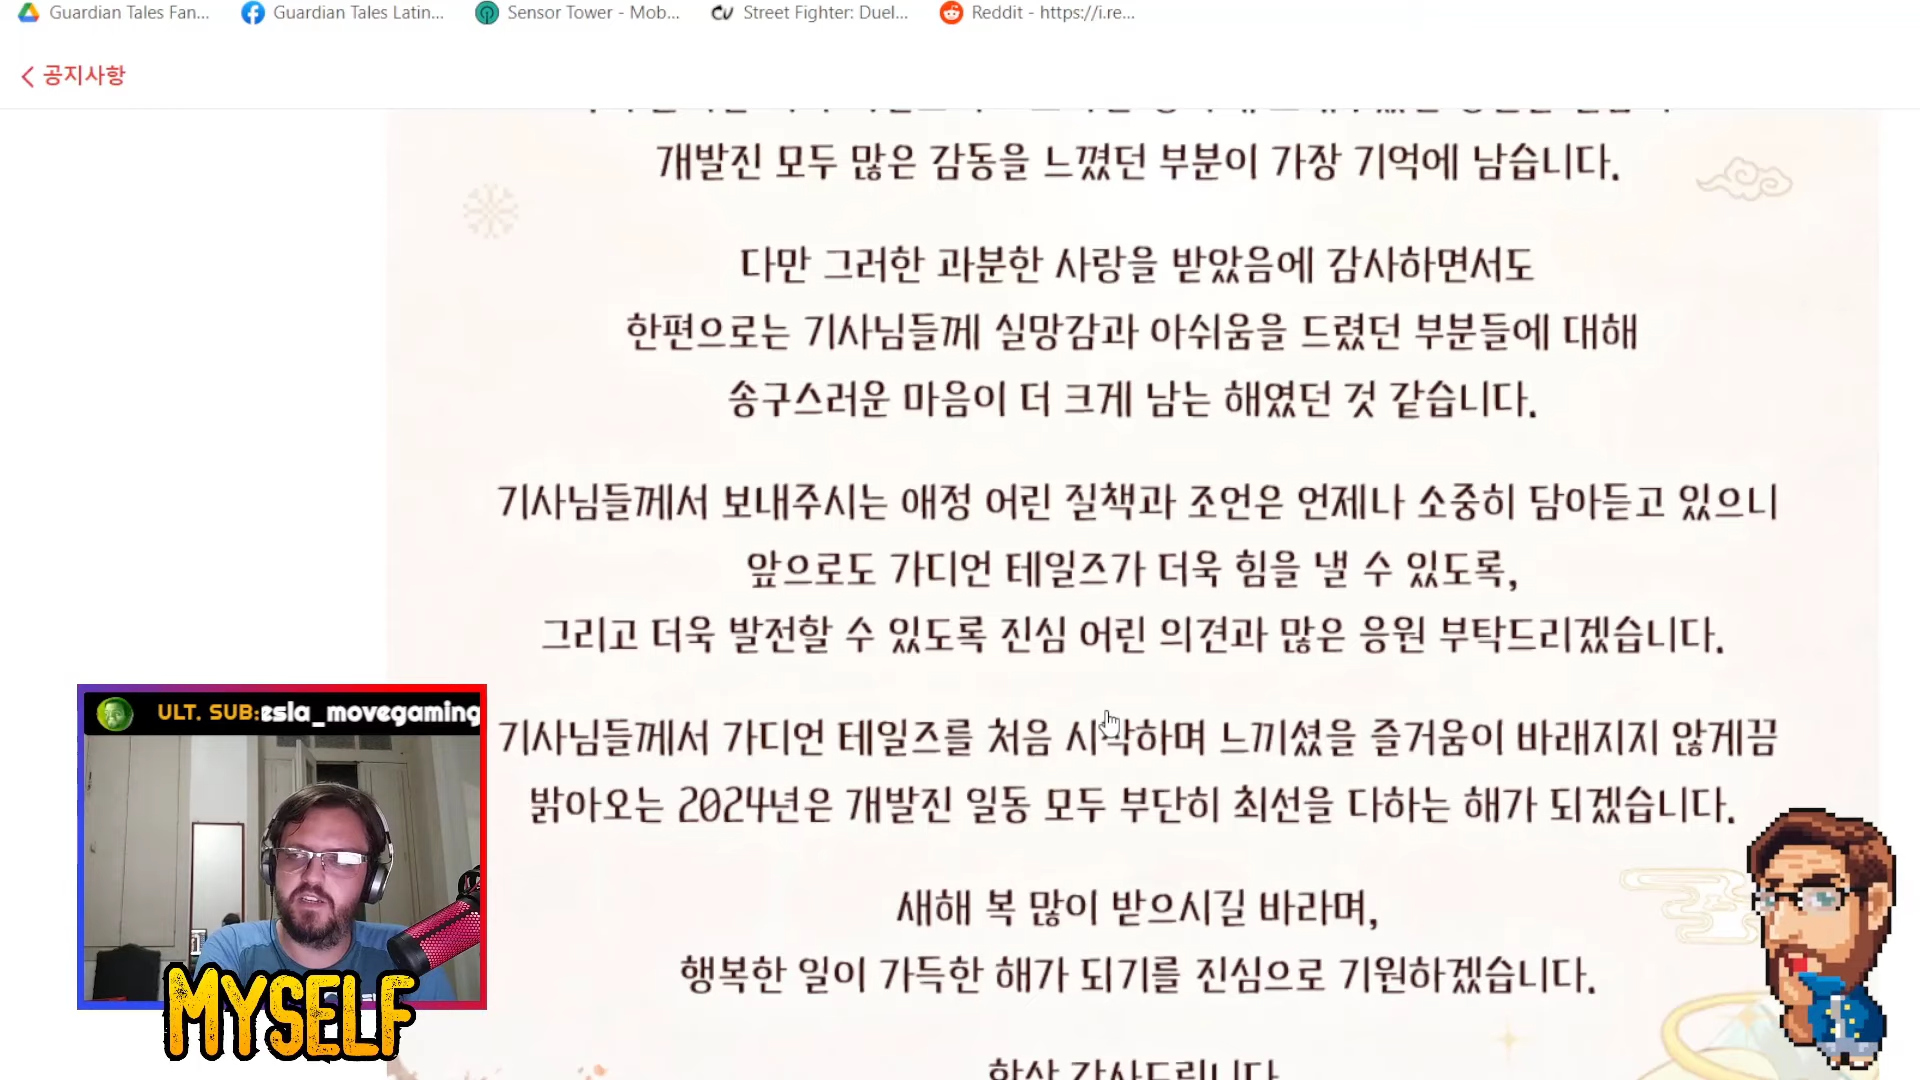 Guardian Tales Fan... Guardian Tales Latin... Sensor Tower - Mob... Street Fighter: Duel... Reddit - https://i.re...
공지사항
개발진 모두 많은 감동을 느꼈던 부분이 가장 기억에 남습니다.
다만 그러한 과분한 사랑을 받았음에 감사하면서도
한편으로는 기사님들께 실망감과 아쉬움을 드렸던 부분들에 대해
송구스러운 마음이 더 크게 남는 해였던 것 같습니다.
기사님들께서 보내주시는 애정 어린 질책과 조언은 언제나 소중히 담아듣고 있으니
앞으로도 가디언 테일즈가 더욱 힘을 낼 수 있도록,
그리고 더욱 발전할 수 있도록 진심 어린 의견과 많은 응원 부탁드리겠습니다.
기사님들께서 가디언 테일즈를 처음 시작하며 느끼셨을 즐거움이 바래지지 않게끔
밝아오는 2024년은 개발진 일동 모두 부단히 최선을 다하는 해가 되겠습니다.
새해 복 많이 받으시길 바라며,
행복한 일이 가득한 해가 되기를 진심으로 기원하겠습니다.
항상 감사드립니다
ULT. SUB: esla_movegaming
MYSELF